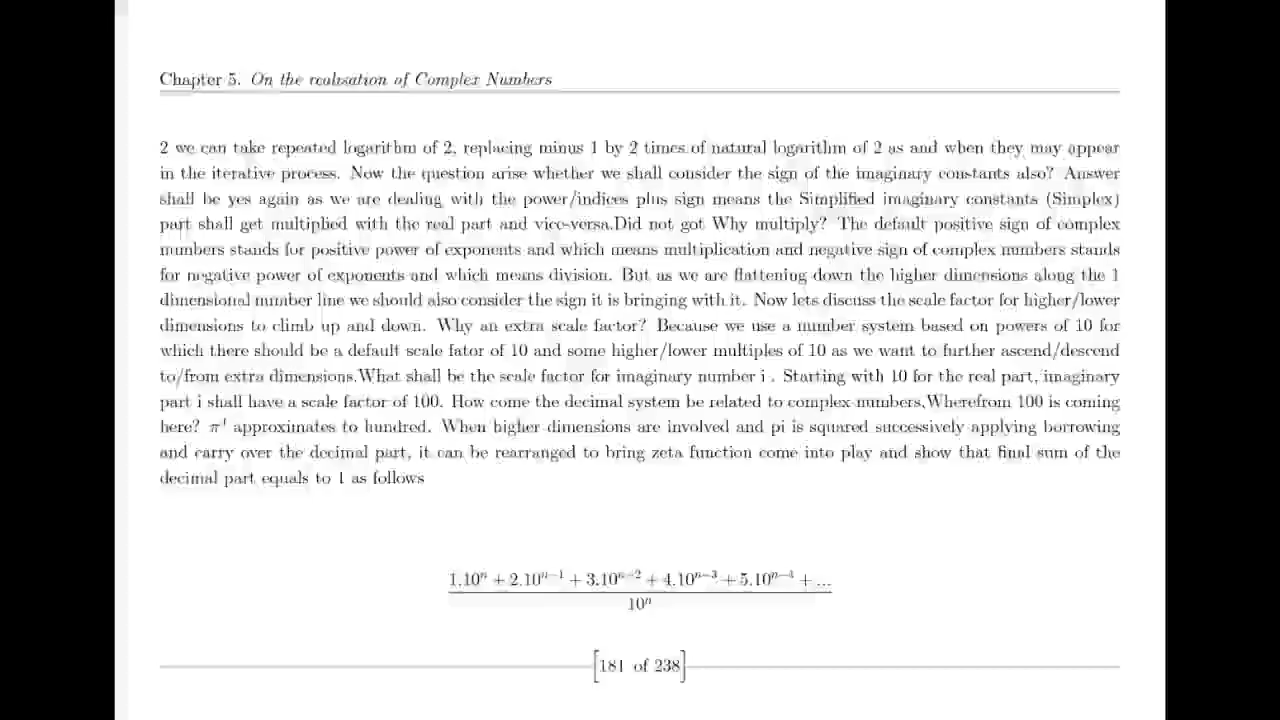 Chapter 5. On the realisation of Complex Numbers
2 we can take repeated logarithm of 2, replacing minus 1 by 2 times of natural logarithm of 2 as and when they may appear
in the iterative process. Now the question arise whether we shall consider the sign of the imaginary constants also? Answer
shall be yes again as we are dealing with the power/indices plus sign means the Simplified imaginary constants (Simplex)
part shall get multiplied with the real part and vice-versa.Did not got Why multiply? The default positive sign of complex
numbers stands for positive power of exponents and which means multiplication and negative sign of complex numbers stands
for negative power of exponents and which means division. But as we are flattening down the higher dimensions along the 1
dimensional number line we should also consider the sign it is bringing with it. Now lets discuss the scale factor for higher/lower
dimensions to climb up and down. Why an extra scale factor? Because we use a number system based on powers of 10 for
which there should be a default scale fator of 10 and some higher/lower multiples of 10 as we want to further ascend/descend
to/from extra dimensions.What shall be the scale factor for imaginary number i . Starting with 10 for the real part, imaginary
part i shall have a scale factor of 100. How come the decimal system be related to complex numbers,Wherefrom 100 is coming
here? π⁴ approximates to hundred. When higher dimensions are involved and pi is squared successively applying borrowing
and carry over the decimal part, it can be rearranged to bring zeta function come into play and show that final sum of the
decimal part equals to 1 as follows
1.10ⁿ + 2.10ⁿ⁻¹ + 3.10ⁿ⁻² + 4.10ⁿ⁻³ + 5.10ⁿ⁻⁴ + ...
10ⁿ
[181 of 238]